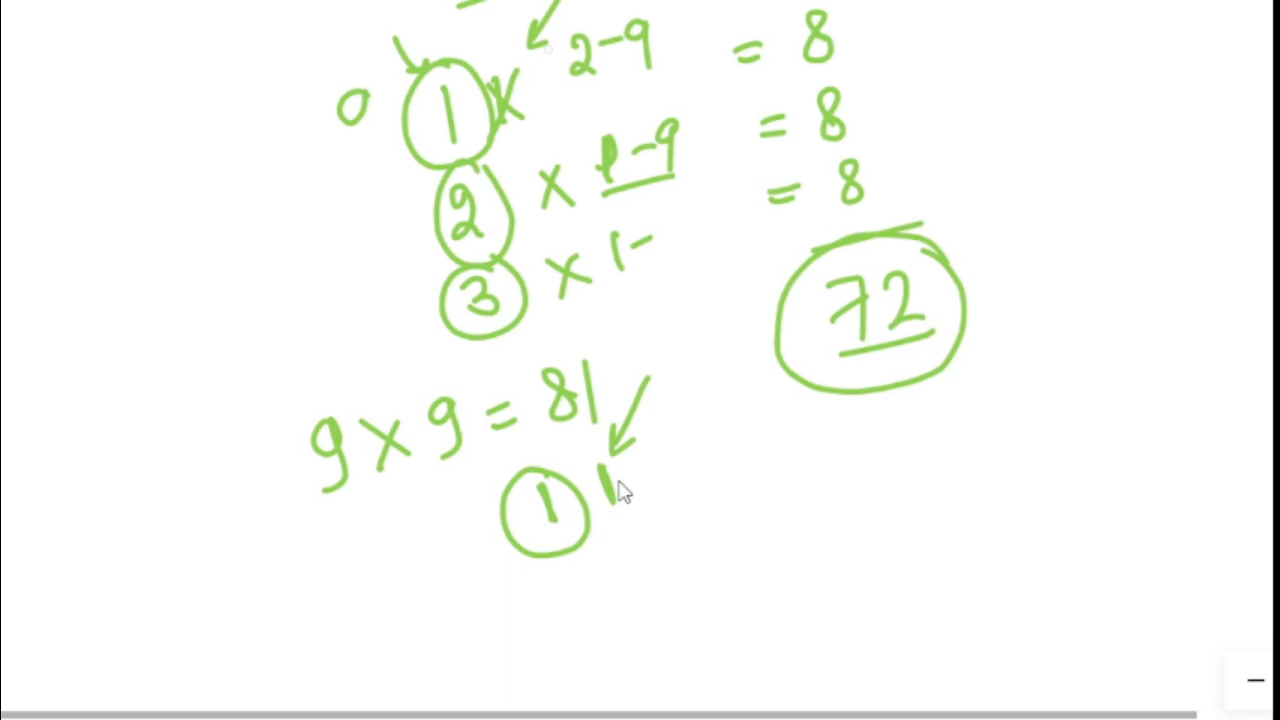 0 1 × 2-9 = 8
2 × 1-9 = 8
3 × 1- = 8
72
9 × 9 = 81
1 1